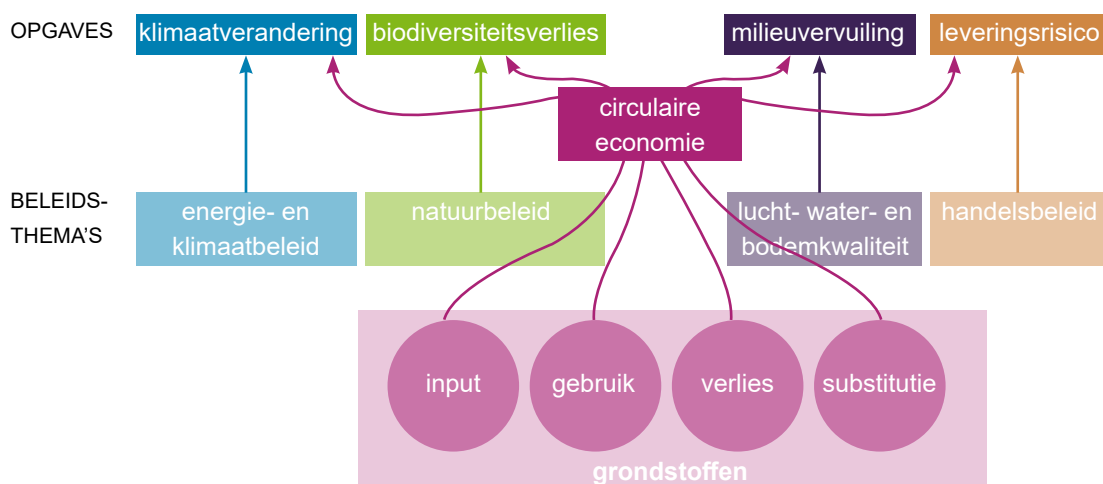 OPGAVES
klimaatverandering
biodiversiteitsverlies
milieuvervuiling
leveringsrisico
circulaire
economie
BELEIDS-
THEMA'S
energie- en
klimaatbeleid
natuurbeleid
lucht- water- en
bodemkwaliteit
handelsbeleid
input
gebruik
verlies
substitutie
grondstoffen